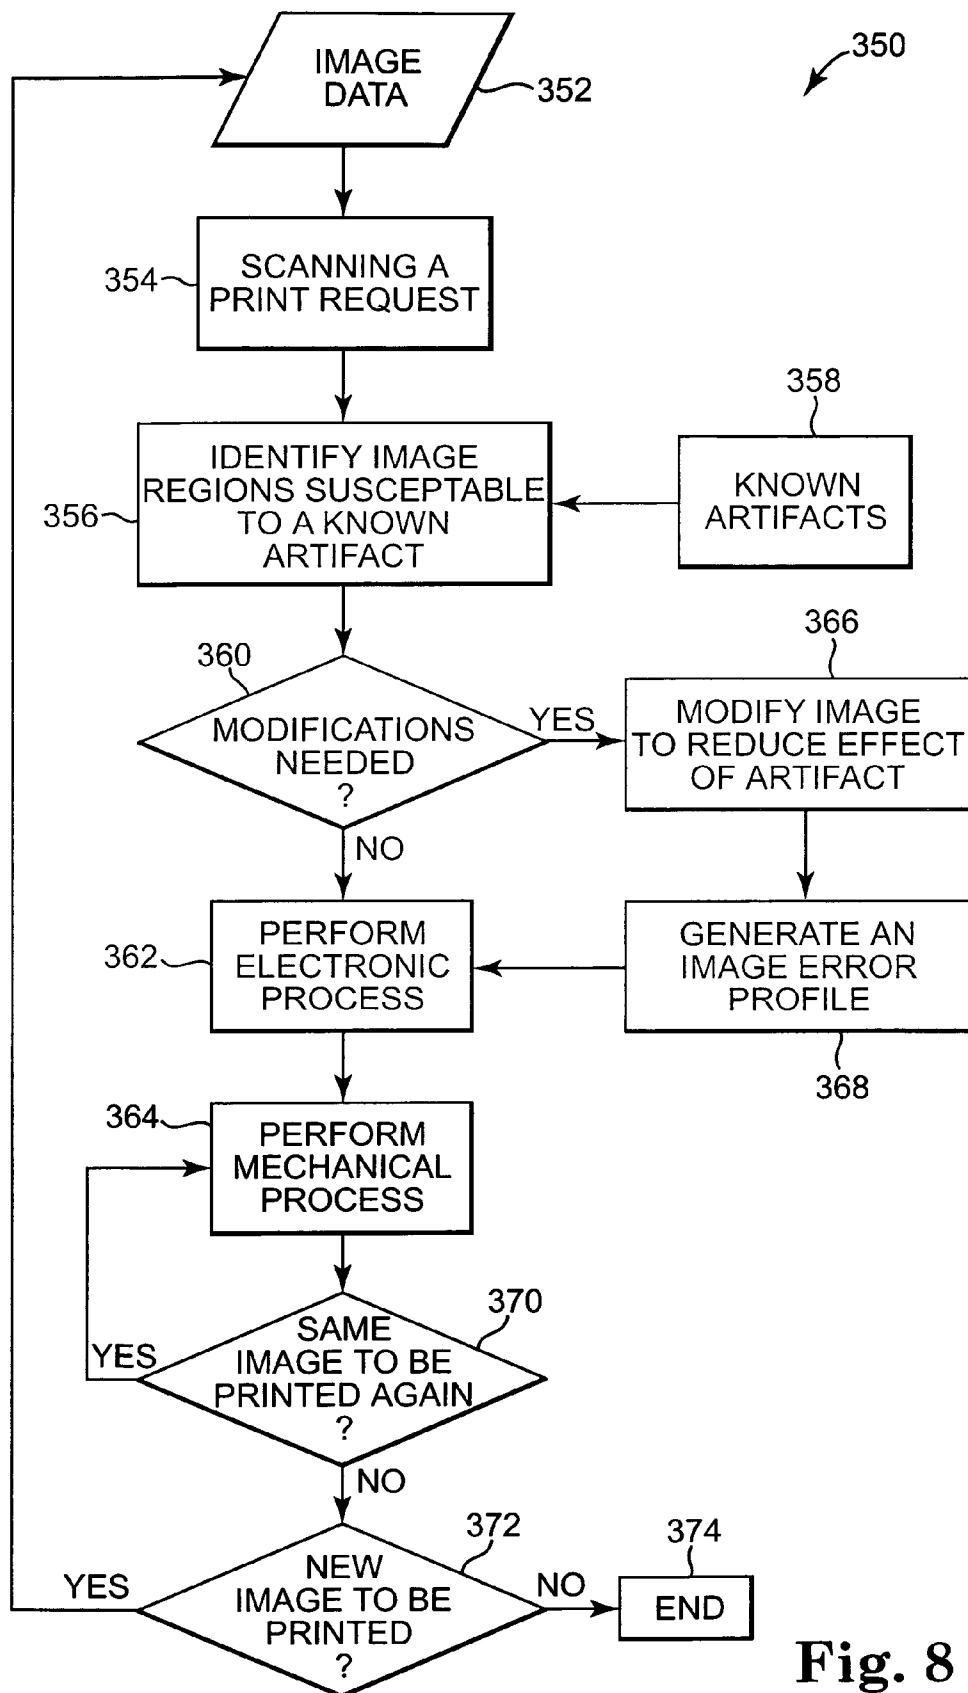 350
IMAGE
DATA
352
354
SCANNING A
PRINT REQUEST
358
356
IDENTIFY IMAGE
REGIONS SUSCEPTABLE
TO A KNOWN
ARTIFACT
KNOWN
ARTIFACTS
360
MODIFICATIONS
NEEDED
?
YES
366
MODIFY IMAGE
TO REDUCE EFFECT
OF ARTIFACT
NO
362
PERFORM
ELECTRONIC
PROCESS
GENERATE AN
IMAGE ERROR
PROFILE
368
364
PERFORM
MECHANICAL
PROCESS
370
SAME
IMAGE TO BE
PRINTED AGAIN
?
YES
NO
372
NEW
IMAGE TO BE
PRINTED
?
YES
NO
374
END
Fig. 8